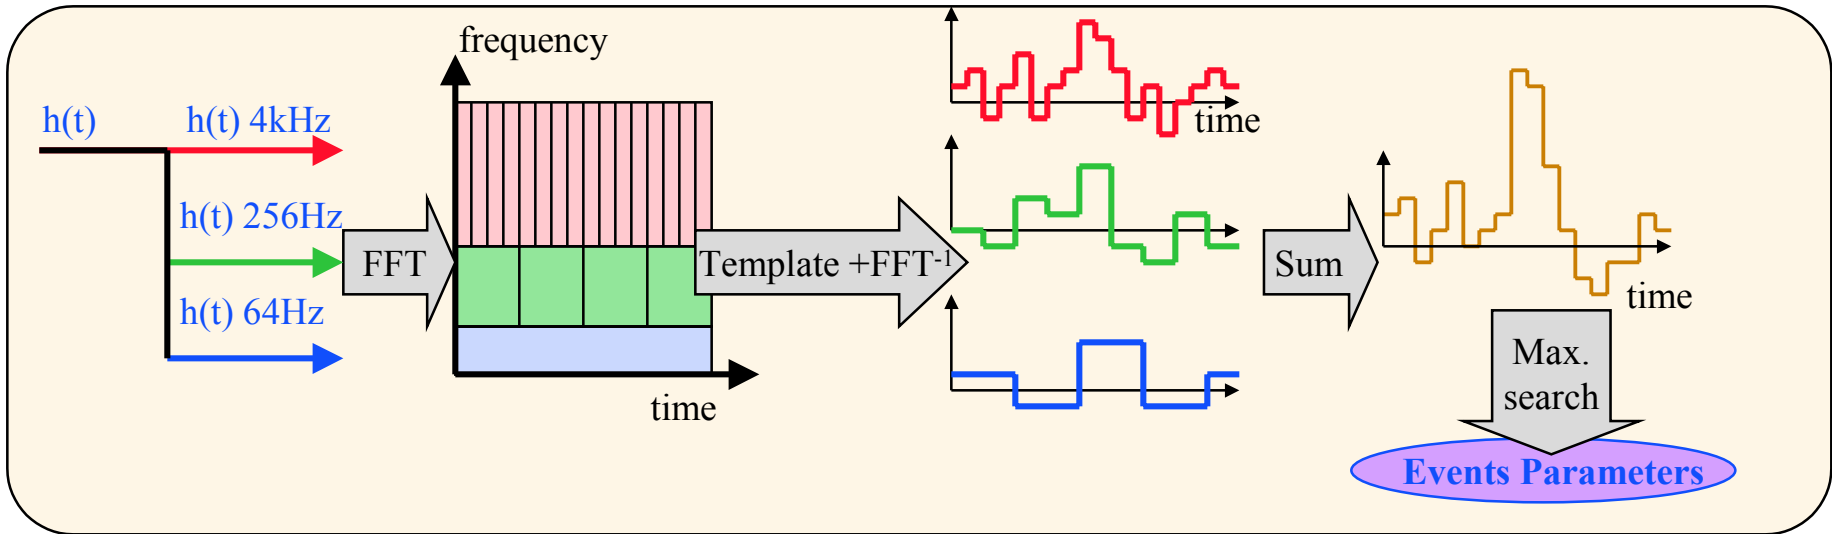 h(t)
h(t) 4kHz
h(t) 256Hz
h(t) 64Hz
FFT
frequency
time
Template +FFT⁻¹
time
Sum
time
Max.
search
Events Parameters